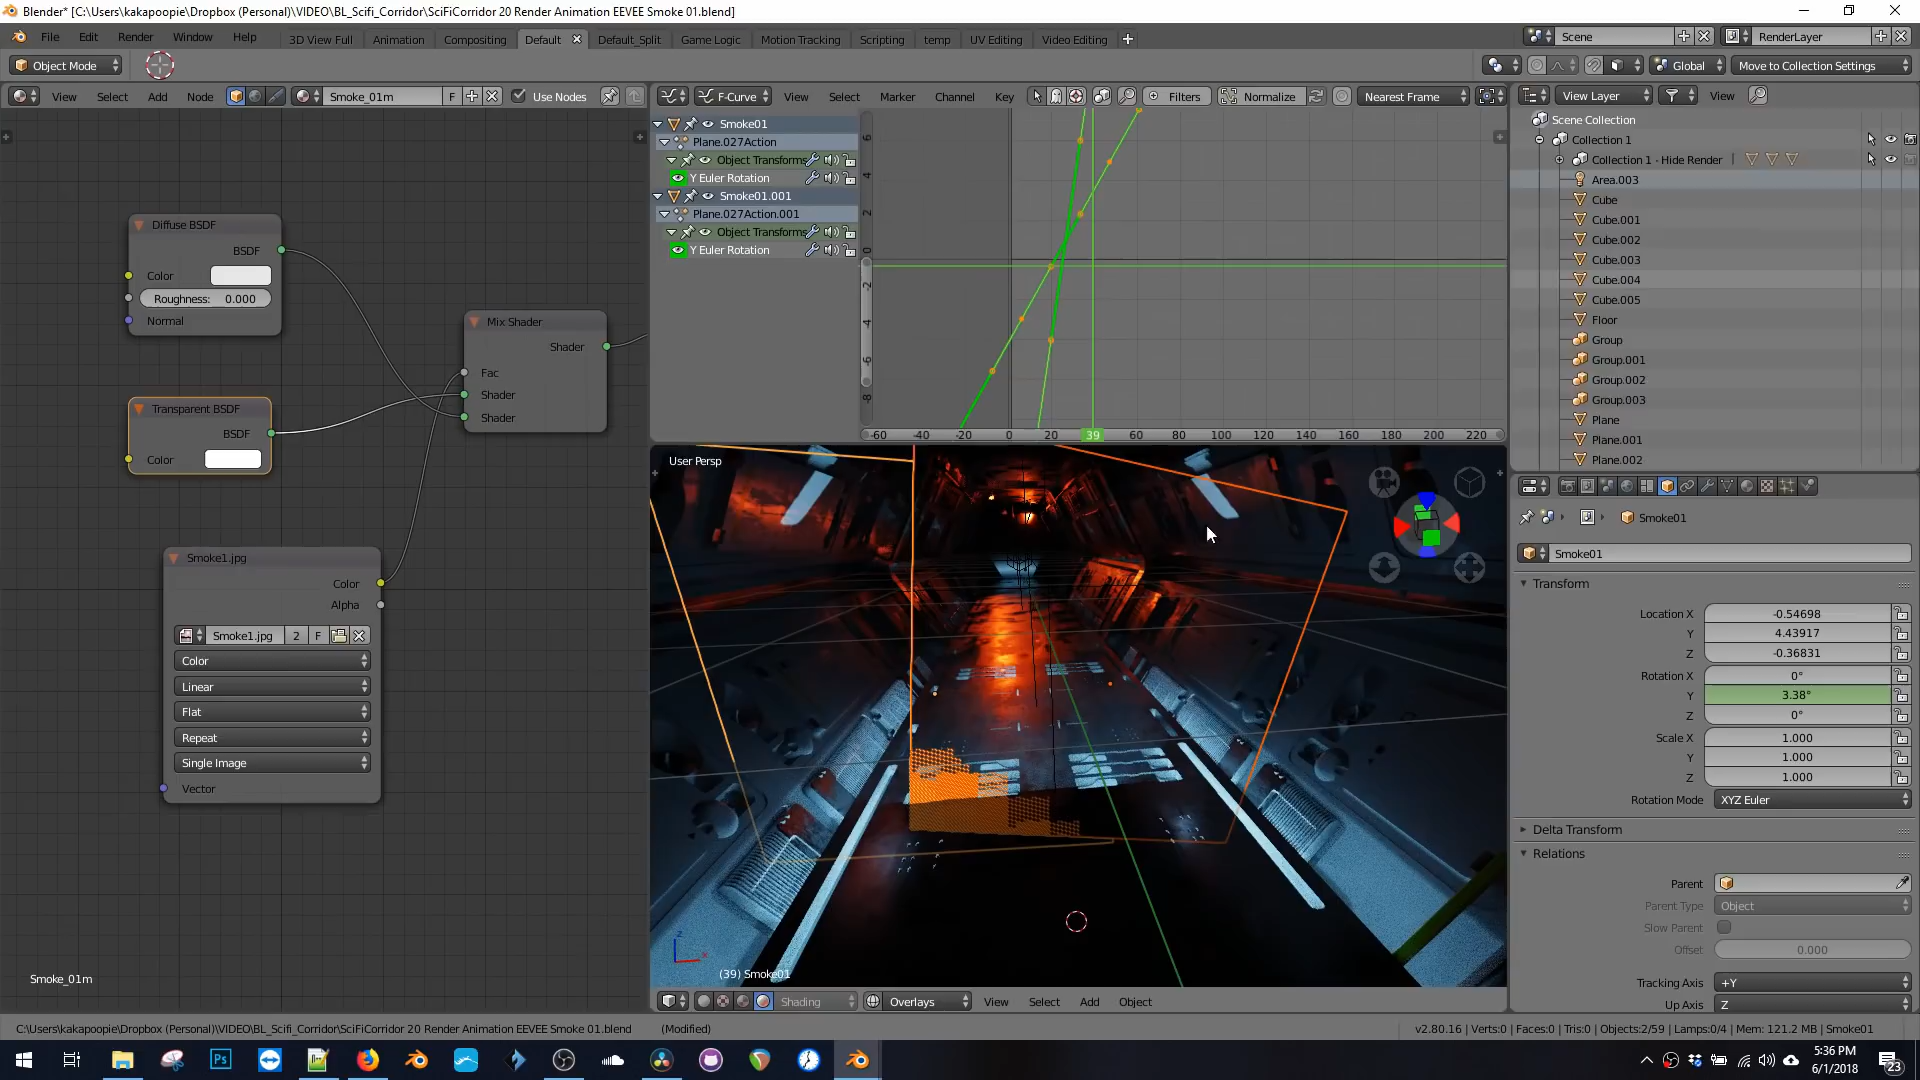 Blender* [C:\Users\kakapoopie\Dropbox (Personal)\VIDEO\BL_Scifi_Corridor\SciFiCorridor 20 Render Animation EEVEE Smoke 01.blend]
File Edit Render Window Help 3D View Full Animation Compositing Default Default_Split Game Logic Motion Tracking Scripting temp UV Editing Video Editing Scene RenderLayer
Object Mode Global Move to Collection Settings
View Select Add Node Smoke_01m F Use Nodes
F-Curve View Select Marker Channel Key Filters Normalize Nearest Frame
View Layer View
Diffuse BSDF
BSDF
Color
Roughness: 0.000
Normal
Transparent BSDF
BSDF
Color
Mix Shader
Shader
Fac
Shader
Shader
Smoke1.jpg
Color
Alpha
Smoke1.jpg 2 F
Color
Linear
Flat
Repeat
Single Image
Vector
Smoke_01m
Smoke01
Plane.027Action
Object Transforms
Y Euler Rotation
Smoke01.001
Plane.027Action.001
Object Transforms
Y Euler Rotation
6
4
2
0
-2
-4
-6
-8
-60 -40 -20 0 20 39 60 80 100 120 140 160 180 200 220
User Persp
(39) Smoke01
Shading Overlays View Select Add Object
Scene Collection
Collection 1
Collection 1 - Hide Render
Area.003
Cube
Cube.001
Cube.002
Cube.003
Cube.004
Cube.005
Floor
Group
Group.001
Group.002
Group.003
Plane
Plane.001
Plane.002
Smoke01
Smoke01
Transform
Location X -0.54698
Y 4.43917
Z -0.36831
Rotation X 0°
Y 3.38°
Z 0°
Scale X 1.000
Y 1.000
Z 1.000
Rotation Mode XYZ Euler
Delta Transform
Relations
Parent
Parent Type Object
Slow Parent
Offset 0.000
Tracking Axis +Y
Up Axis Z
C:\Users\kakapoopie\Dropbox (Personal)\VIDEO\BL_Scifi_Corridor\SciFiCorridor 20 Render Animation EEVEE Smoke 01.blend (Modified) v2.80.16 | Verts:0 | Faces:0 | Tris:0 | Objects:2/59 | Lamps:0/4 | Mem: 121.2 MB | Smoke01
Ps
5:36 PM
6/1/2018
23